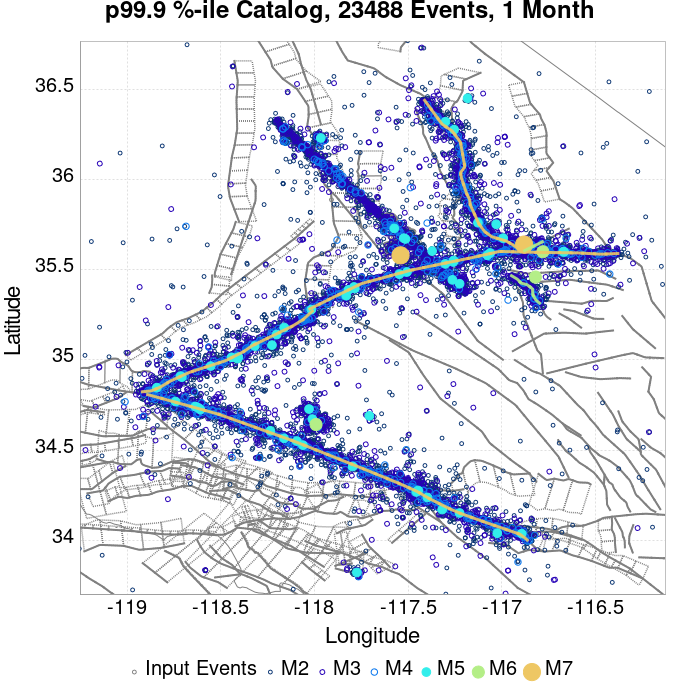 p99.9 %-ile Catalog, 23488 Events, 1 Month
36.5
36
35.5
35
34.5
34
Latitude
-119 -118.5 -118 -117.5 -117 -116.5
Longitude
Input Events M2 M3 M4 M5 M6 M7